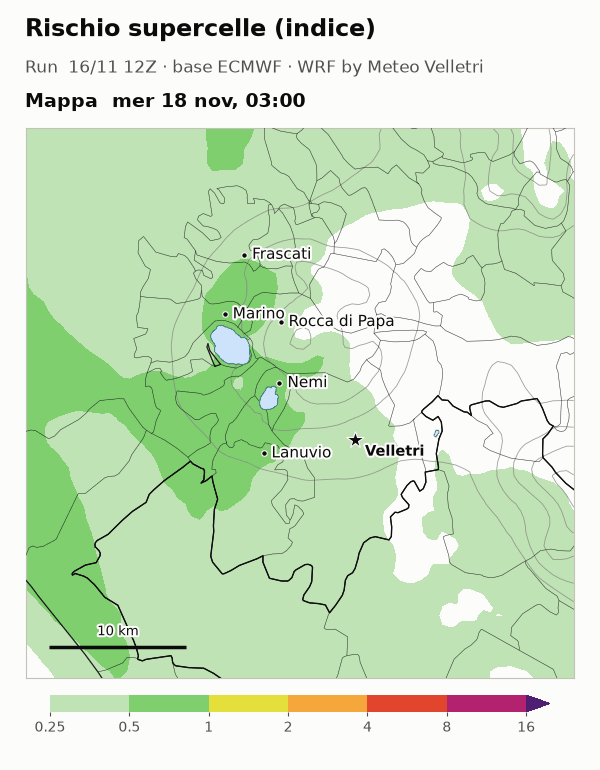 Rischio supercelle (indice)
Run  16/11 12Z · base ECMWF · WRF by Meteo Velletri
Mappa  mer 18 nov, 03:00
Frascati
Marino
Rocca di Papa
Nemi
Velletri
Lanuvio
10 km
0.25 0.5 1 2 4 8 16